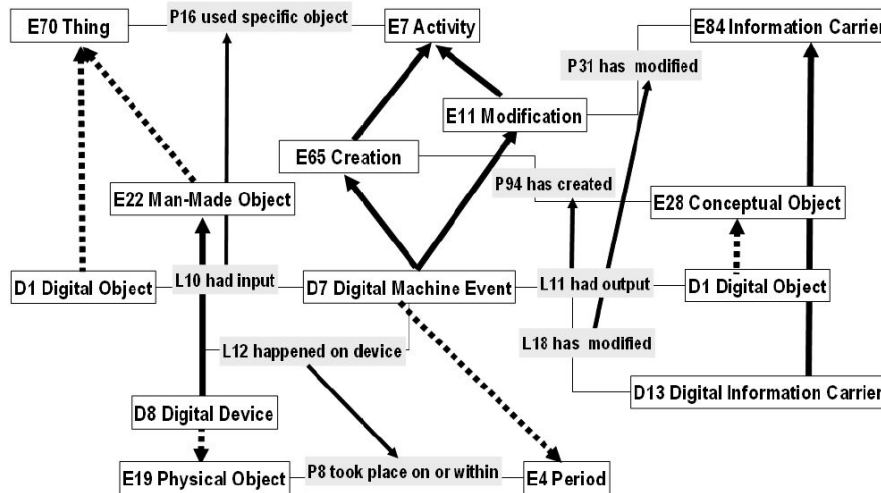 P16 used specific object
E70 Thing
E7 Activity
E84 Information Carrier
P31 has modified
E11 Modification
E65 Creation
P94 has created
E22 Man-Made Object
E28 Conceptual Object
D1 Digital Object
L10 had input
D7 Digital Machine Event
L11 had output
D1 Digital Object
L12 happened on device
L18 has modified
D13 Digital Information Carrier
D8 Digital Device
E19 Physical Object
P8 took place on or within
E4 Period